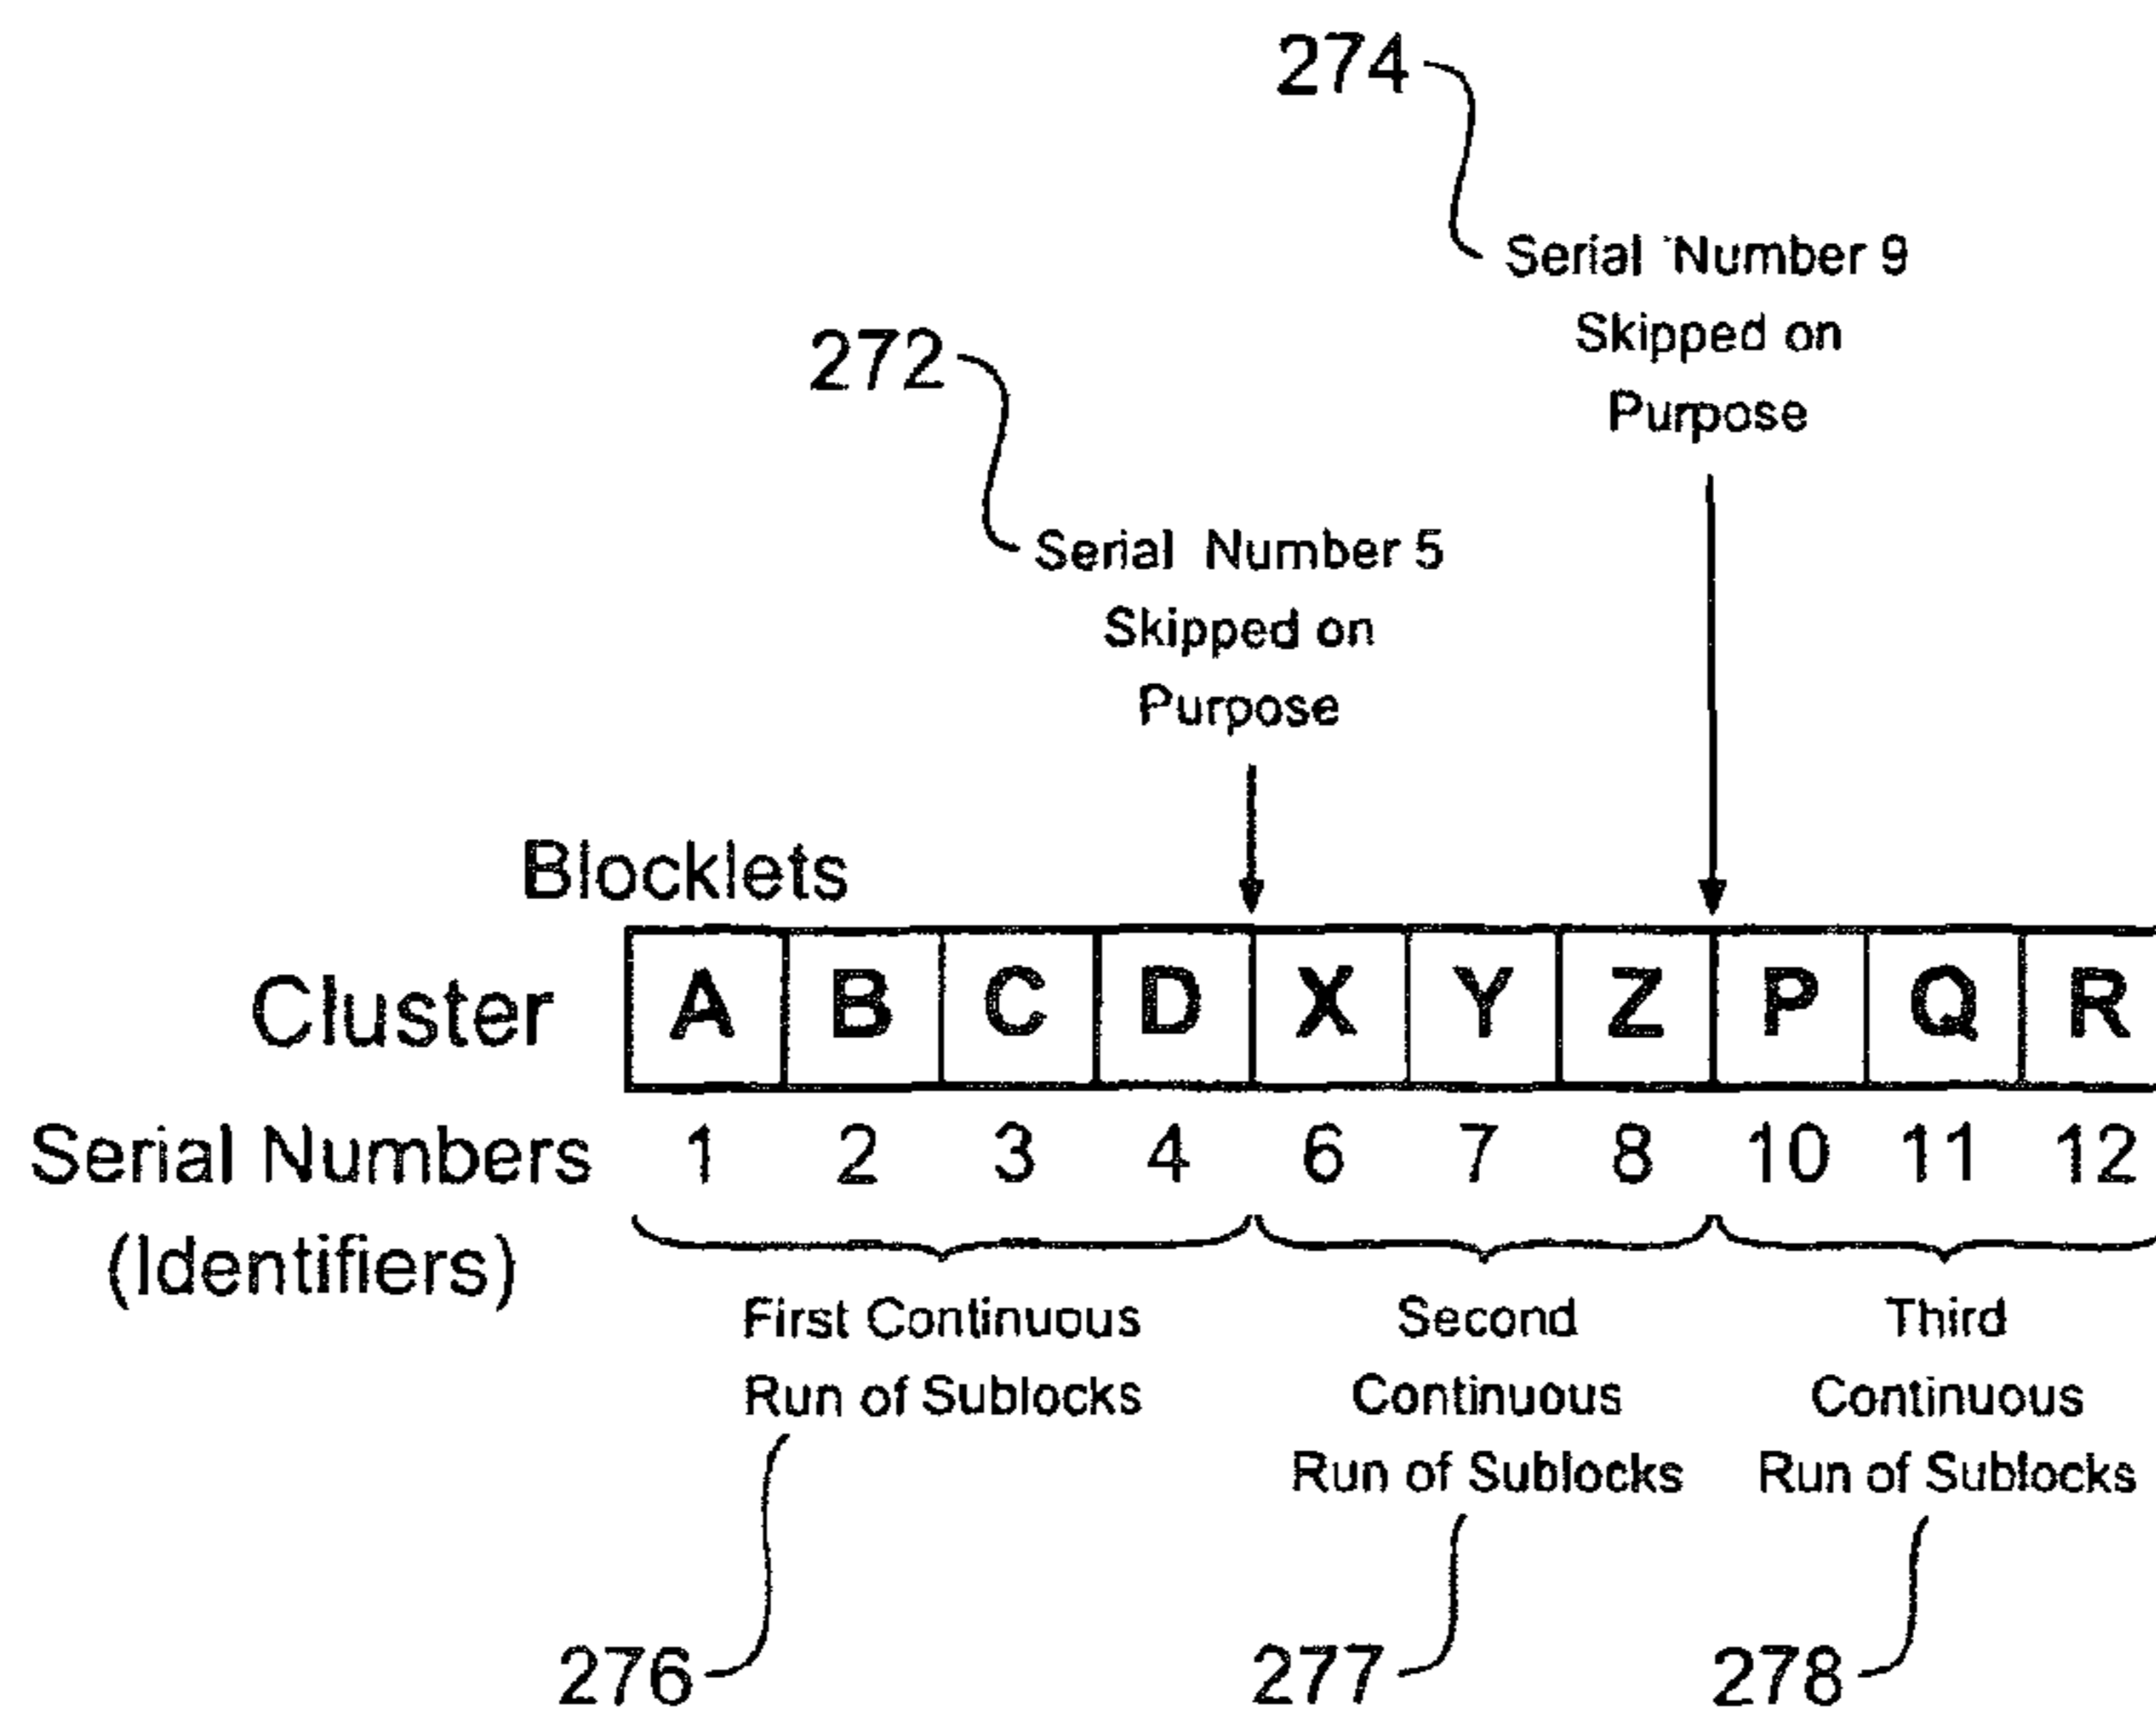 274
Serial Number 9
Skipped on
Purpose
272
Serial Number 5
Skipped on
Purpose
Blocklets
Cluster A B C D X Y Z P Q R
Serial Numbers 1 2 3 4 6 7 8 10 11 12
(Identifiers)
First Continuous
Run of Sublocks
Second
Continuous
Run of Sublocks
Third
Continuous
Run of Sublocks
276
277
278